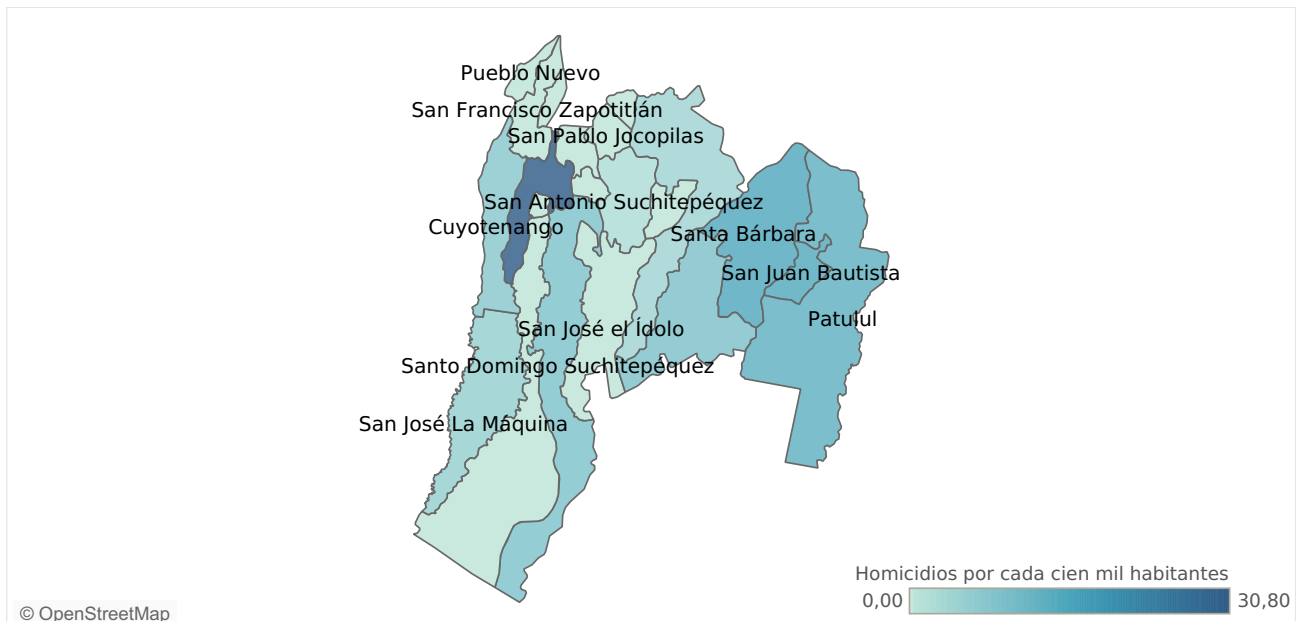 Pueblo Nuevo
San Francisco Zapotitlán
San Pablo Jocopilas
San Antonio Suchitepéquez
Cuyotenango
Santa Bárbara
San Juan Bautista
Patulul
San José el Ídolo
Santo Domingo Suchitepéquez
San José La Máquina
Homicidios por cada cien mil habitantes
0,00 30,80
© OpenStreetMap